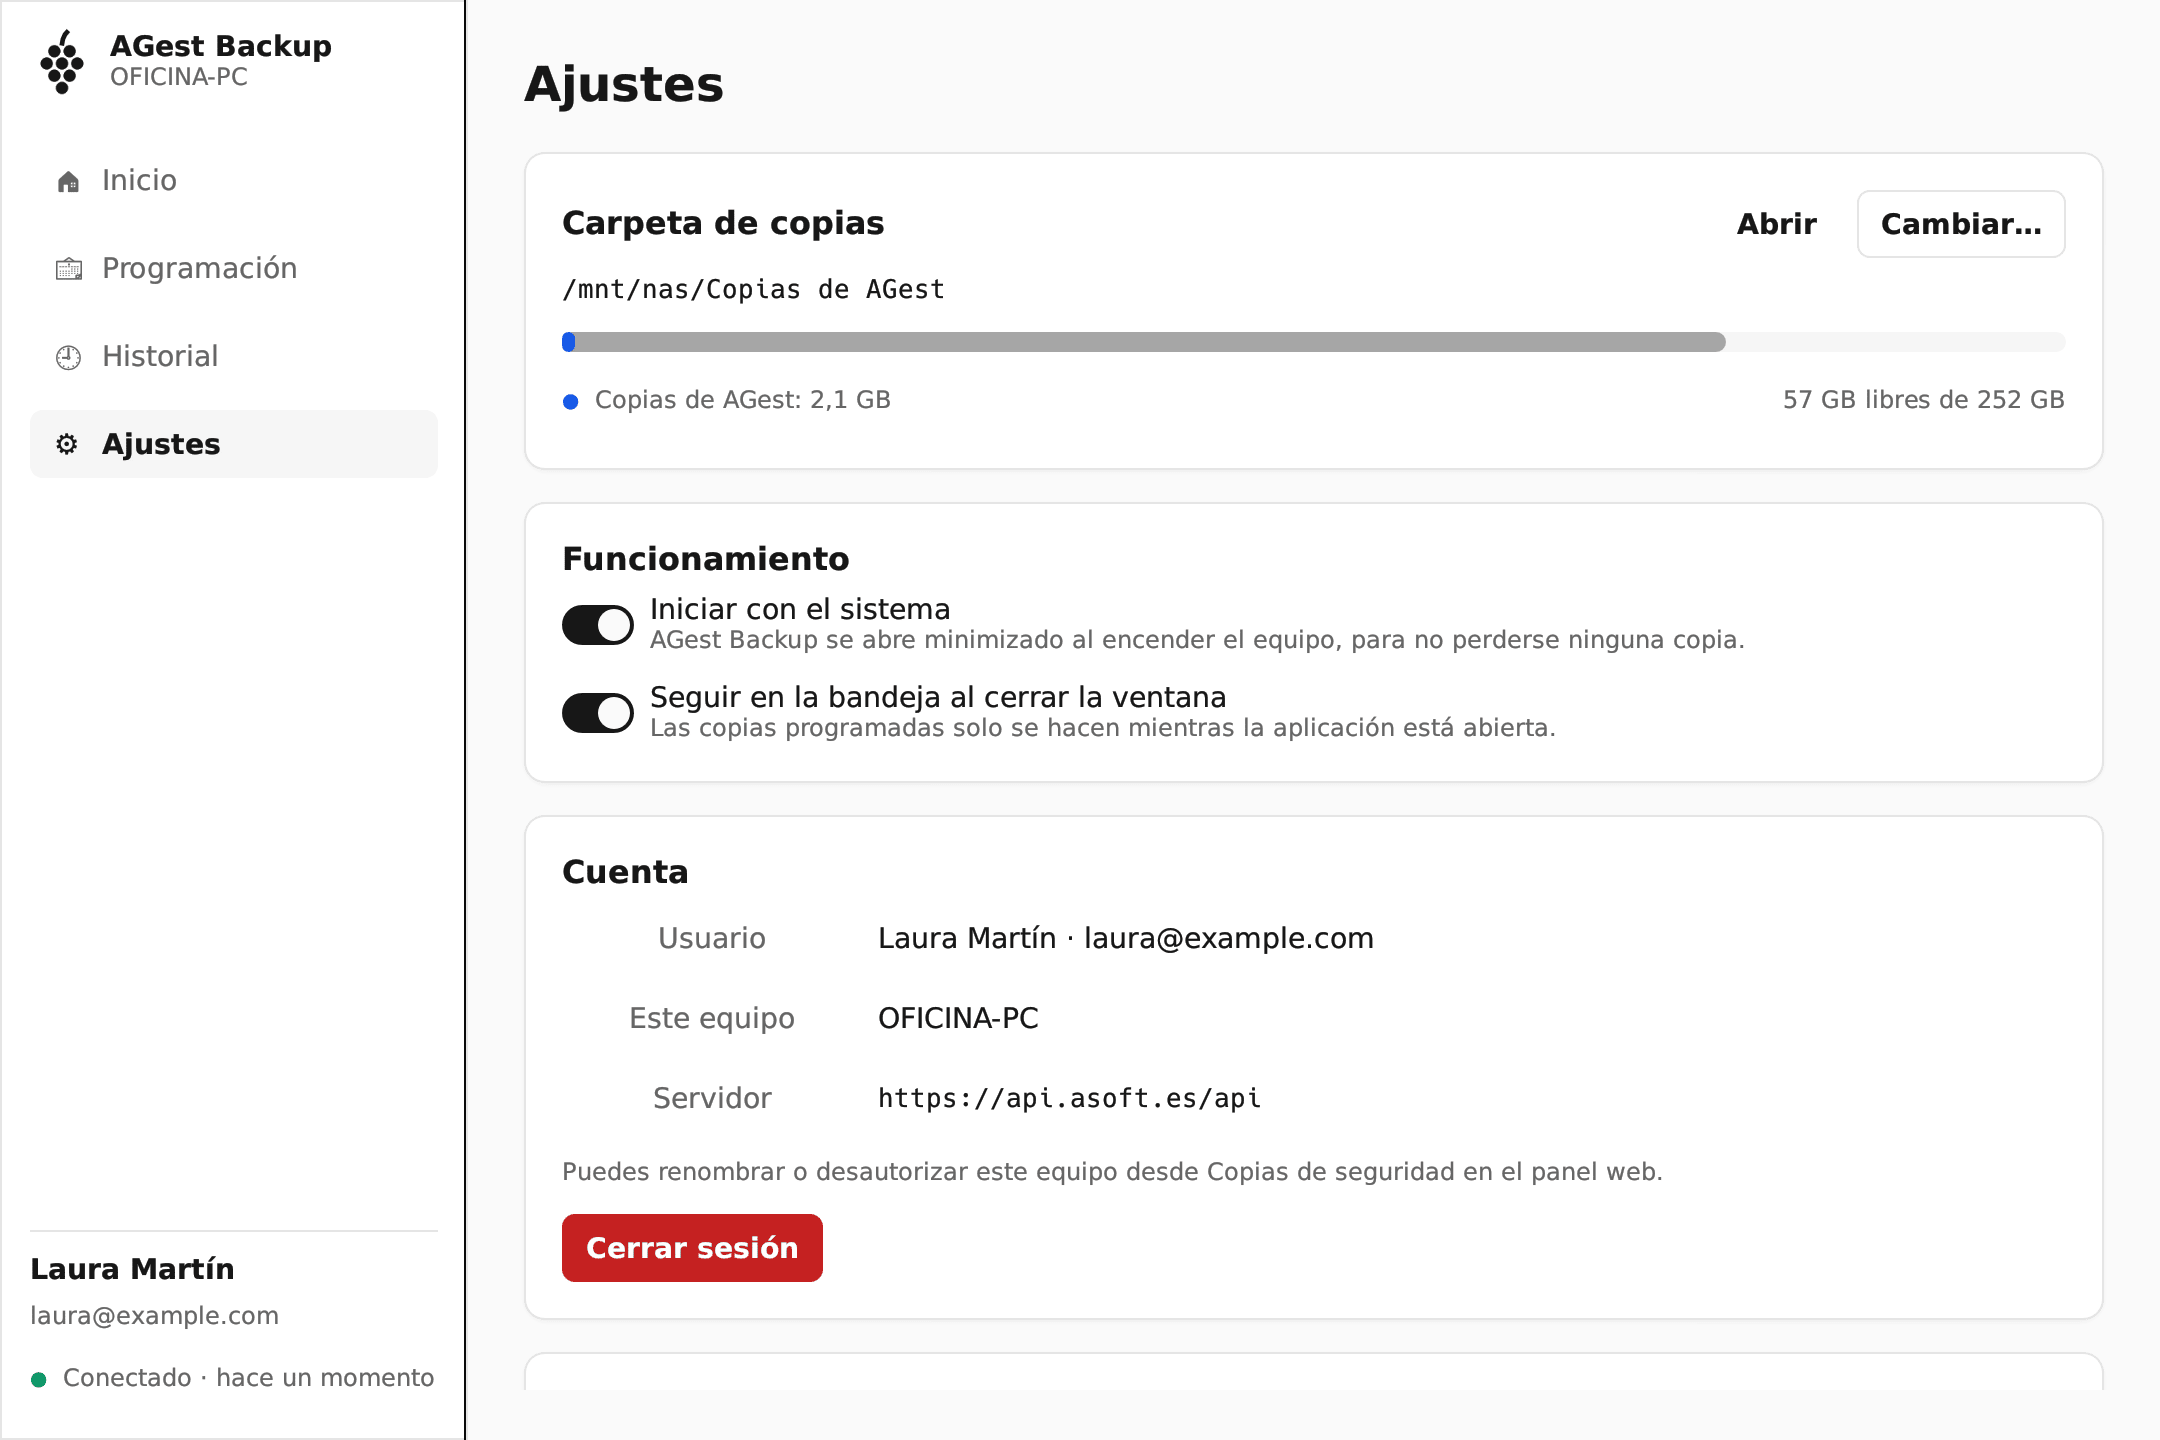 AGest Backup
OFICINA-PC
Inicio
Programación
Historial
Ajustes
Laura Martín
laura@example.com
Conectado · hace un momento
Ajustes
Carpeta de copias
Abrir
Cambiar...
/mnt/nas/Copias de AGest
Copias de AGest: 2,1 GB
57 GB libres de 252 GB
Funcionamiento
Iniciar con el sistema
AGest Backup se abre minimizado al encender el equipo, para no perderse ninguna copia.
Seguir en la bandeja al cerrar la ventana
Las copias programadas solo se hacen mientras la aplicación está abierta.
Cuenta
Usuario
Laura Martín · laura@example.com
Este equipo
OFICINA-PC
Servidor
https://api.asoft.es/api
Puedes renombrar o desautorizar este equipo desde Copias de seguridad en el panel web.
Cerrar sesión